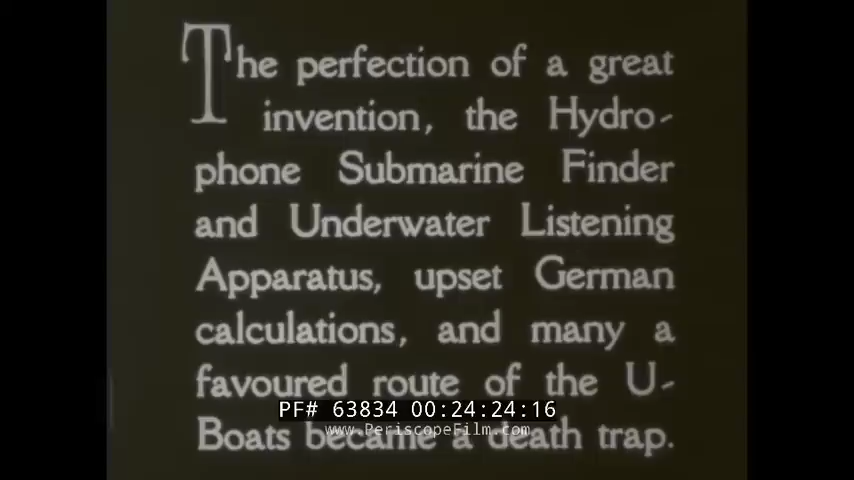 The perfection of a great
invention, the Hydro-
phone Submarine Finder
and Underwater Listening
Apparatus, upset German
calculations, and many a
favoured route of the U-
PF# 63834 00:24:24:16
www.PeriscopeFilm.com
Boats became a death trap.